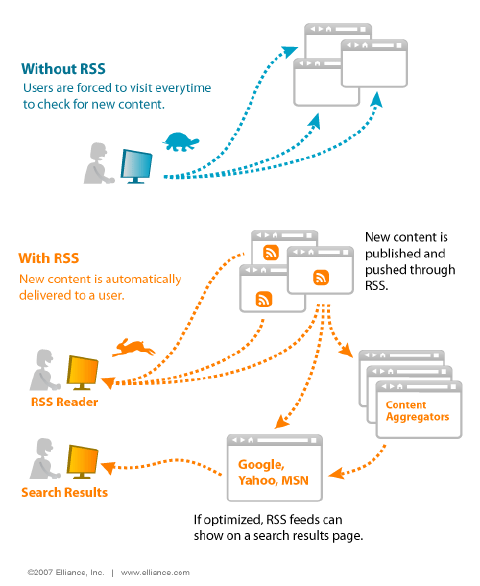 Without RSS
Users are forced to visit everytime
to check for new content.
With RSS
New content is automatically
delivered to a user.
New content is
published and
pushed through
RSS.
RSS Reader
Content
Aggregators
Google,
Yahoo, MSN
Search Results
If optimized, RSS feeds can
show on a search results page.
©2007 Elliance, Inc. | www.elliance.com